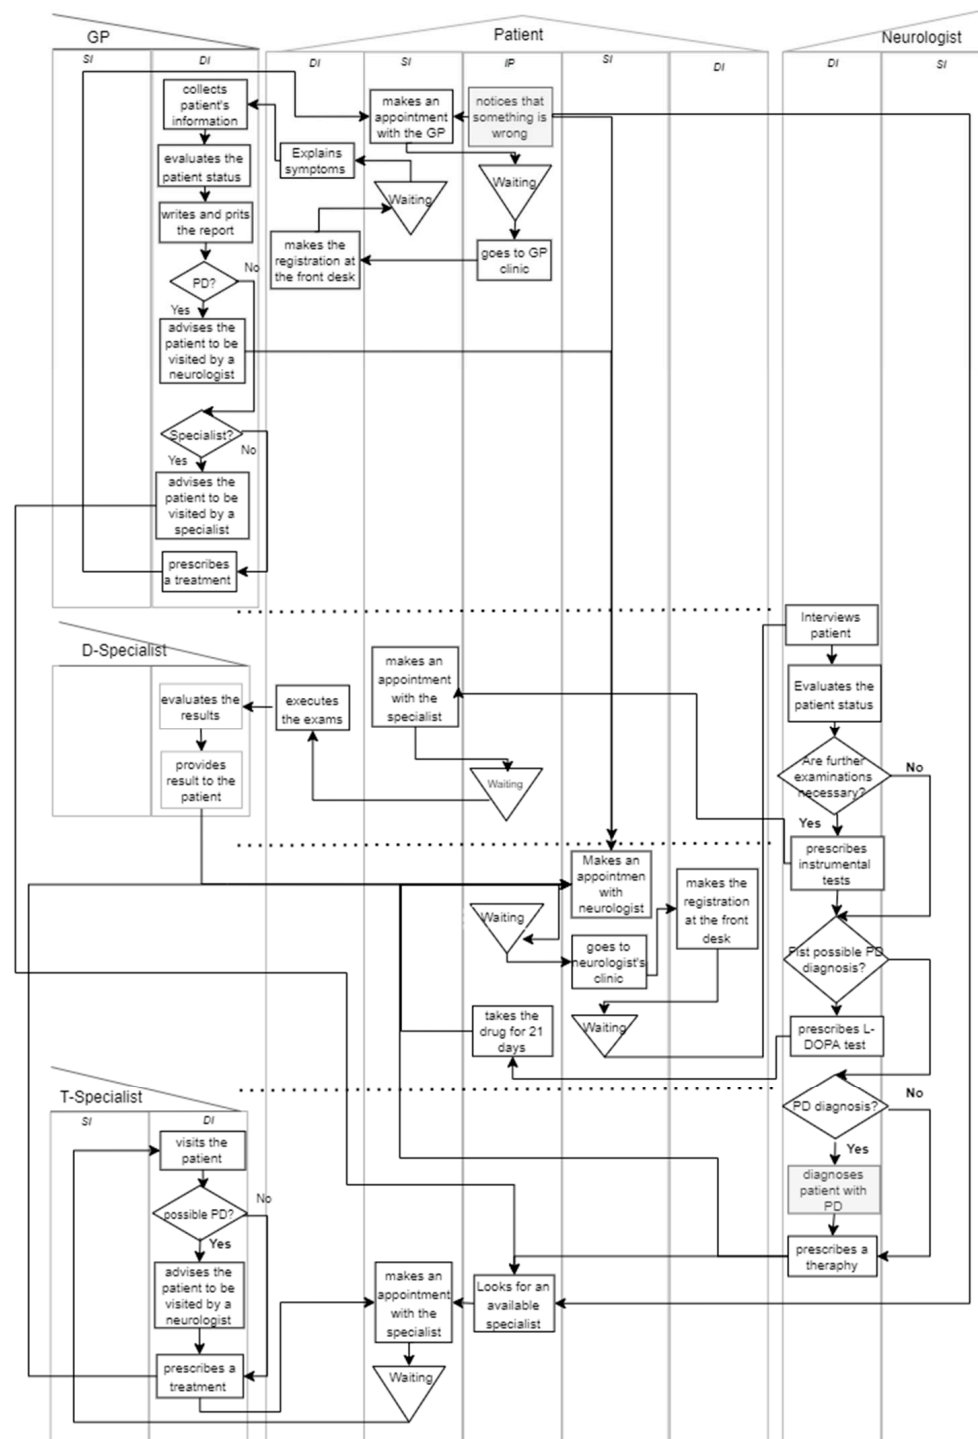 GP
Patient
Neurologist
SI
DI
DI
SI
IP
SI
DI
DI
SI
collects
patient's
information
makes an
appointment
with the GP
notices that
something is
wrong
evaluates the
patient status
Explains
symptoms
Waiting
Waiting
writes and prits
the report
makes the
registration at
the front desk
goes to GP
clinic
PD?
No
Yes
advises the
patient to be
visited by a
neurologist
Specialist?
No
Yes
advises the
patient to be
visited by a
specialist
prescribes
a treatment
Interviews
patient
D-Specialist
makes an
appointment
with the
specialist
Evaluates the
patient status
evaluates the
results
executes
the exams
provides
result to the
patient
Waiting
Are further
examinations
necessary?
No
Yes
prescribes
instrumental
tests
Makes an
appointmen
with
neurologist
makes the
registration
at the front
desk
Waiting
goes to
neurologist's
clinic
Fist possible PD
diagnosis?
takes the
drug for 21
days
Waiting
prescribes L-
DOPA test
T-Specialist
SI
DI
PD diagnosis?
No
Yes
visits the
patient
diagnoses
patient with
PD
possible PD?
No
Yes
prescribes a
theraphy
advises the
patient to be
visited by a
neurologist
makes an
appointment
with the
specialist
Looks for an
available
specialist
prescribes a
treatment
Waiting